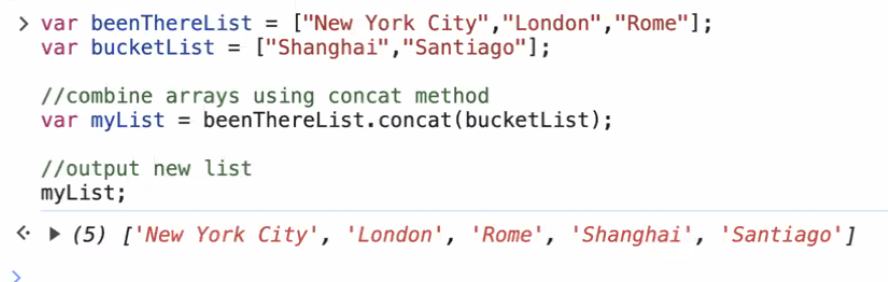 > var beenThereList = ["New York City","London","Rome"];
var bucketList = ["Shanghai","Santiago"];
//combine arrays using concat method
var myList = beenThereList.concat(bucketList);
//output new list
myList;
(5) ['New York City', 'London', 'Rome', 'Shanghai', 'Santiago']
>